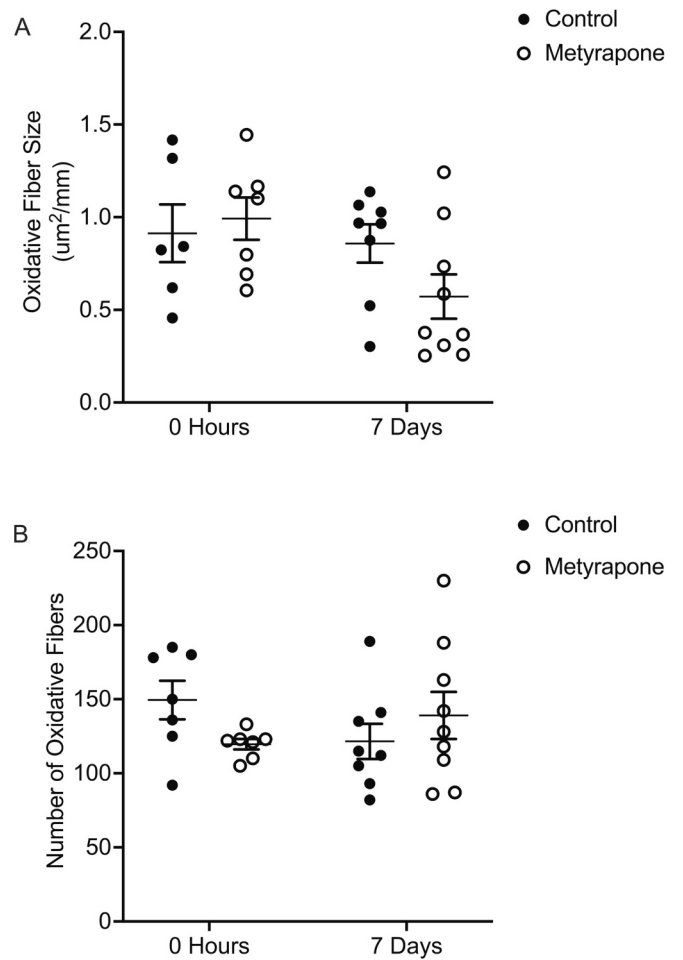 A
Control
Metyrapone
Oxidative Fiber Size
(um²/mm)
2.0
1.5
1.0
0.5
0.0
0 Hours
7 Days
B
Control
Metyrapone
Number of Oxidative Fibers
250
200
150
100
50
0
0 Hours
7 Days